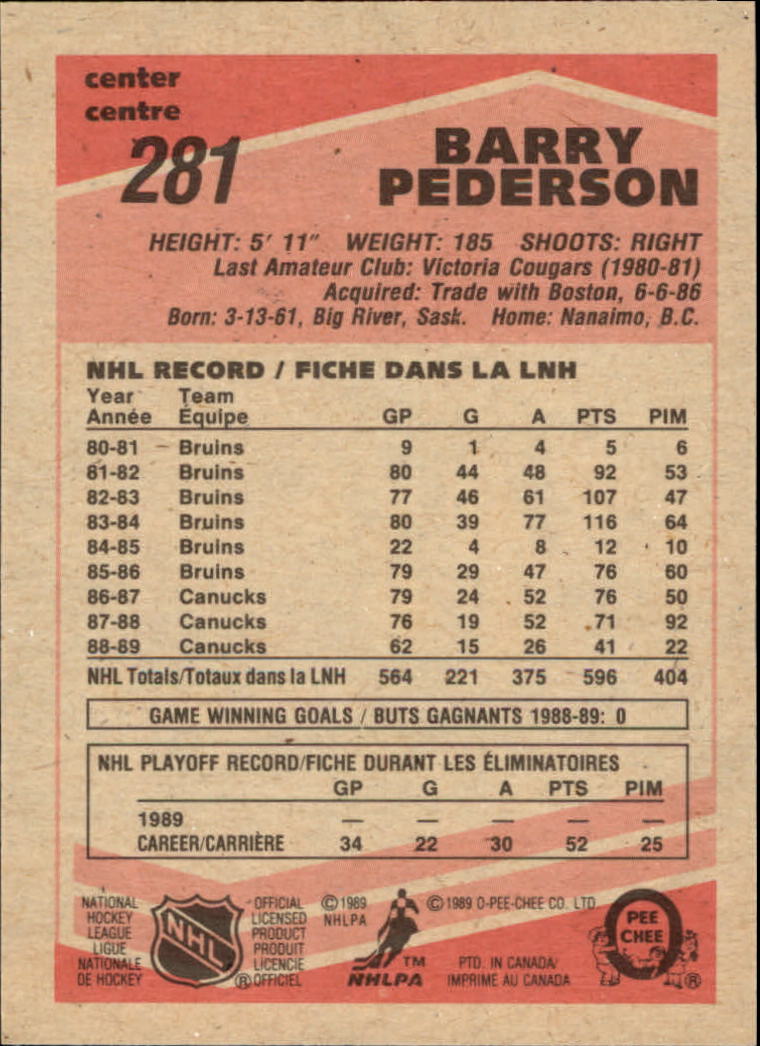 center
centre
281
BARRY
PEDERSON
HEIGHT: 5' 11" WEIGHT: 185 SHOOTS: RIGHT
Last Amateur Club: Victoria Cougars (1980-81)
Acquired: Trade with Boston, 6-6-86
Born: 3-13-61, Big River, Sask. Home: Nanaimo, B.C.
NHL RECORD / FICHE DANS LA LNH
Year Team
Année Équipe GP G A PTS PIM
80-81 Bruins 9 1 4 5 6
81-82 Bruins 80 44 48 92 53
82-83 Bruins 77 46 61 107 47
83-84 Bruins 80 39 77 116 64
84-85 Bruins 22 4 8 12 10
85-86 Bruins 79 29 47 76 60
86-87 Canucks 79 24 52 76 50
87-88 Canucks 76 19 52 71 92
88-89 Canucks 62 15 26 41 22
NHL Totals/Totaux dans la LNH 564 221 375 596 404
GAME WINNING GOALS / BUTS GAGNANTS 1988-89: 0
NHL PLAYOFF RECORD/FICHE DURANT LES ÉLIMINATOIRES
GP G A PTS PIM
1989 — — — — —
CAREER/CARRIÈRE 34 22 30 52 25
NATIONAL
HOCKEY
LEAGUE
LIGUE
NATIONALE
DE HOCKEY
NHL
®
OFFICIAL
LICENSED
PRODUCT
PRODUIT
LICENCIE
OFFICIEL
© 1989
NHLPA
TM
NHLPA
© 1989 O-PEE-CHEE CO. LTD.
PTD. IN CANADA/
IMPRIME AU CANADA
PEE
CHEE
®